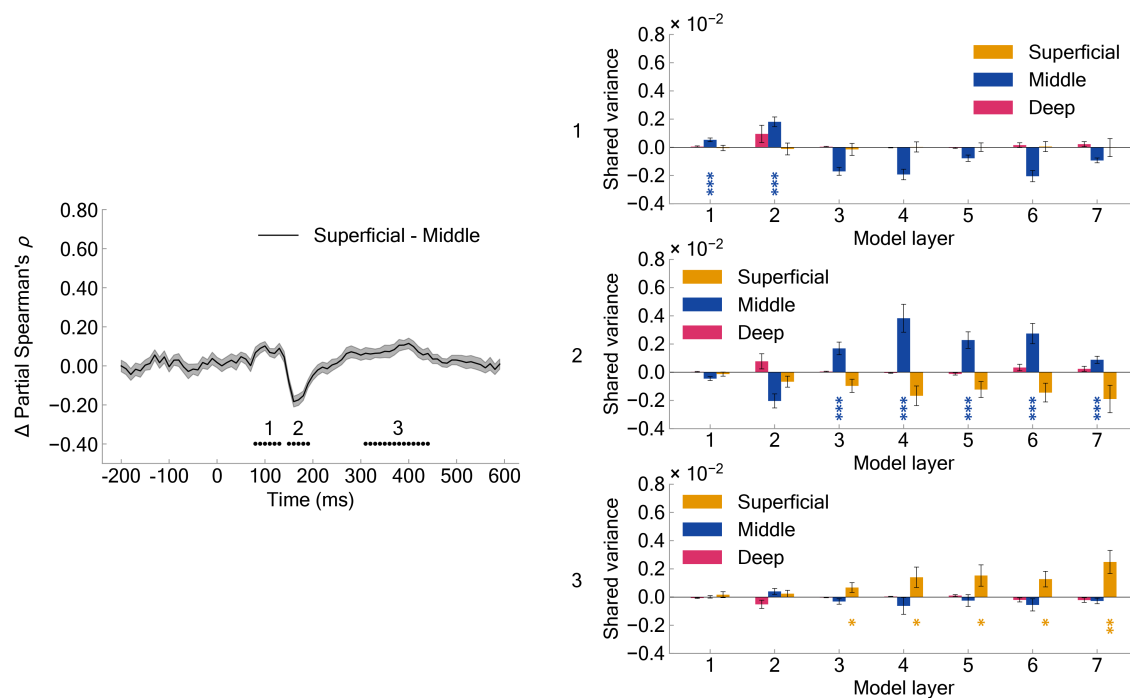 0.80
0.60
0.40
0.20
0.00
−0.20
−0.40
Δ Partial Spearman's ρ
Superficial - Middle
1 2 3
-200 -100 0 100 200 300 400 500 600
Time (ms)
1
× 10⁻²
0.8
0.6
0.4
0.2
0.0
−0.2
−0.4
Shared variance
Superficial
Middle
Deep
*** ***
1 2 3 4 5 6 7
Model layer
2
× 10⁻²
0.8
0.6
0.4
0.2
0.0
−0.2
−0.4
Shared variance
Superficial
Middle
Deep
*** *** *** *** ***
1 2 3 4 5 6 7
Model layer
3
× 10⁻²
0.8
0.6
0.4
0.2
0.0
−0.2
−0.4
Shared variance
Superficial
Middle
Deep
* * * * **
1 2 3 4 5 6 7
Model layer